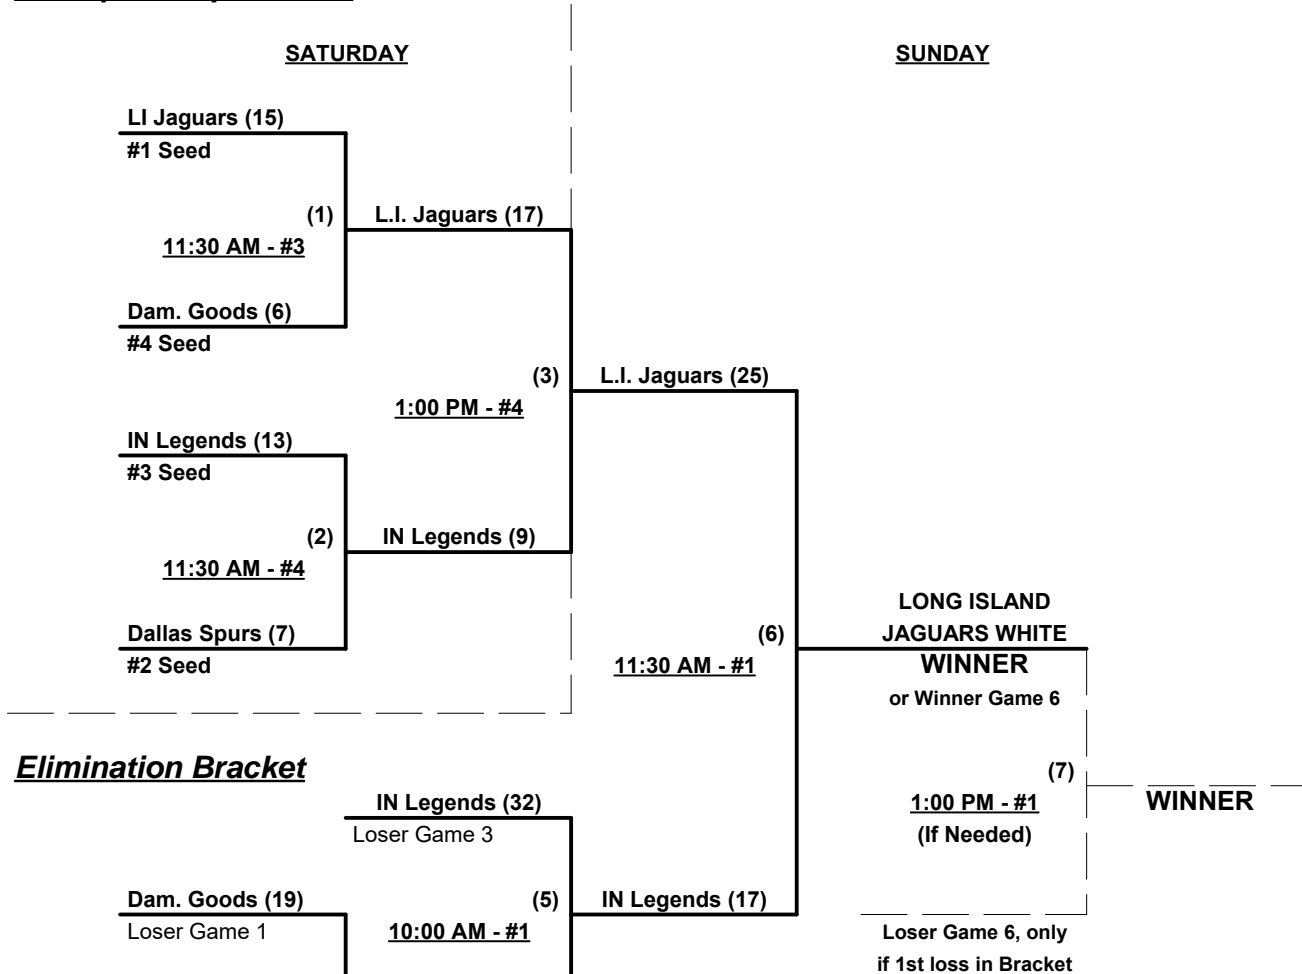 SATURDAY
SUNDAY
LI Jaguars (15)
#1 Seed
(1)
L.I. Jaguars (17)
11:30 AM - #3
Dam. Goods (6)
#4 Seed
(3)
L.I. Jaguars (25)
1:00 PM - #4
IN Legends (13)
#3 Seed
(2)
IN Legends (9)
11:30 AM - #4
LONG ISLAND
JAGUARS WHITE
Dallas Spurs (7)
#2 Seed
(6)
11:30 AM - #1
WINNER
or Winner Game 6
Elimination Bracket
(7)
IN Legends (32)
Loser Game 3
1:00 PM - #1
(If Needed)
WINNER
Dam. Goods (19)
Loser Game 1
(5)
IN Legends (17)
10:00 AM - #1
Loser Game 6, only
if 1st loss in Bracket